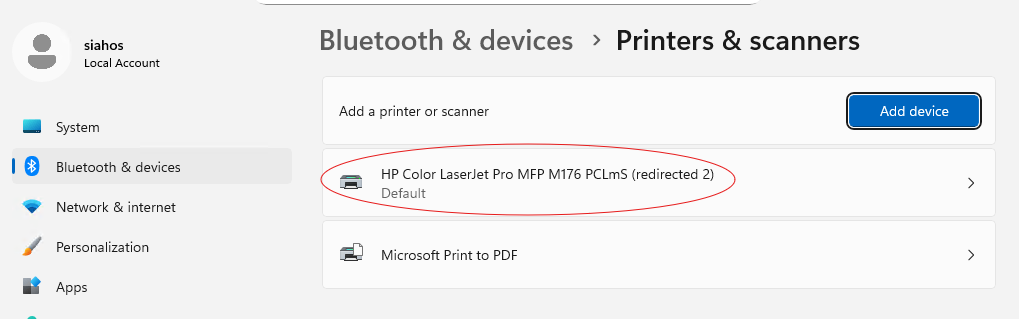 siahos
Local Account
System
Bluetooth & devices
Network & internet
Personalization
Apps
Bluetooth & devices > Printers & scanners
Add a printer or scanner
Add device
HP Color LaserJet Pro MFP M176 PCLmS (redirected 2)
Default
Microsoft Print to PDF